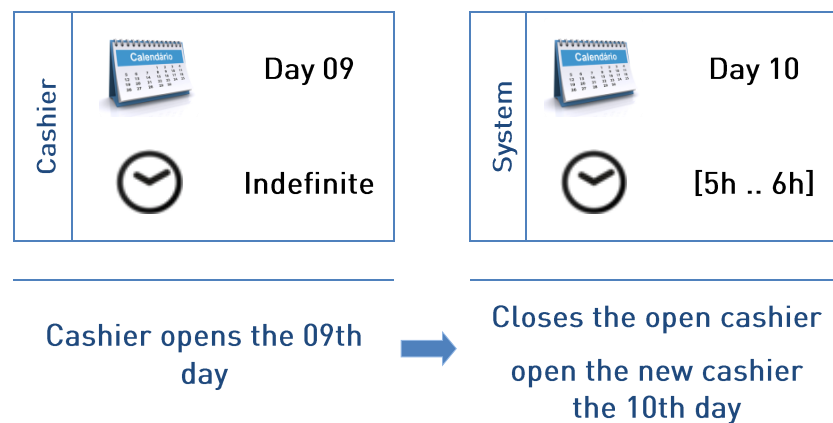 Cashier
Calendário
Day 09
Indefinite
System
Calendário
Day 10
[5h .. 6h]
Cashier opens the 09th
day
Closes the open cashier
open the new cashier
the 10th day